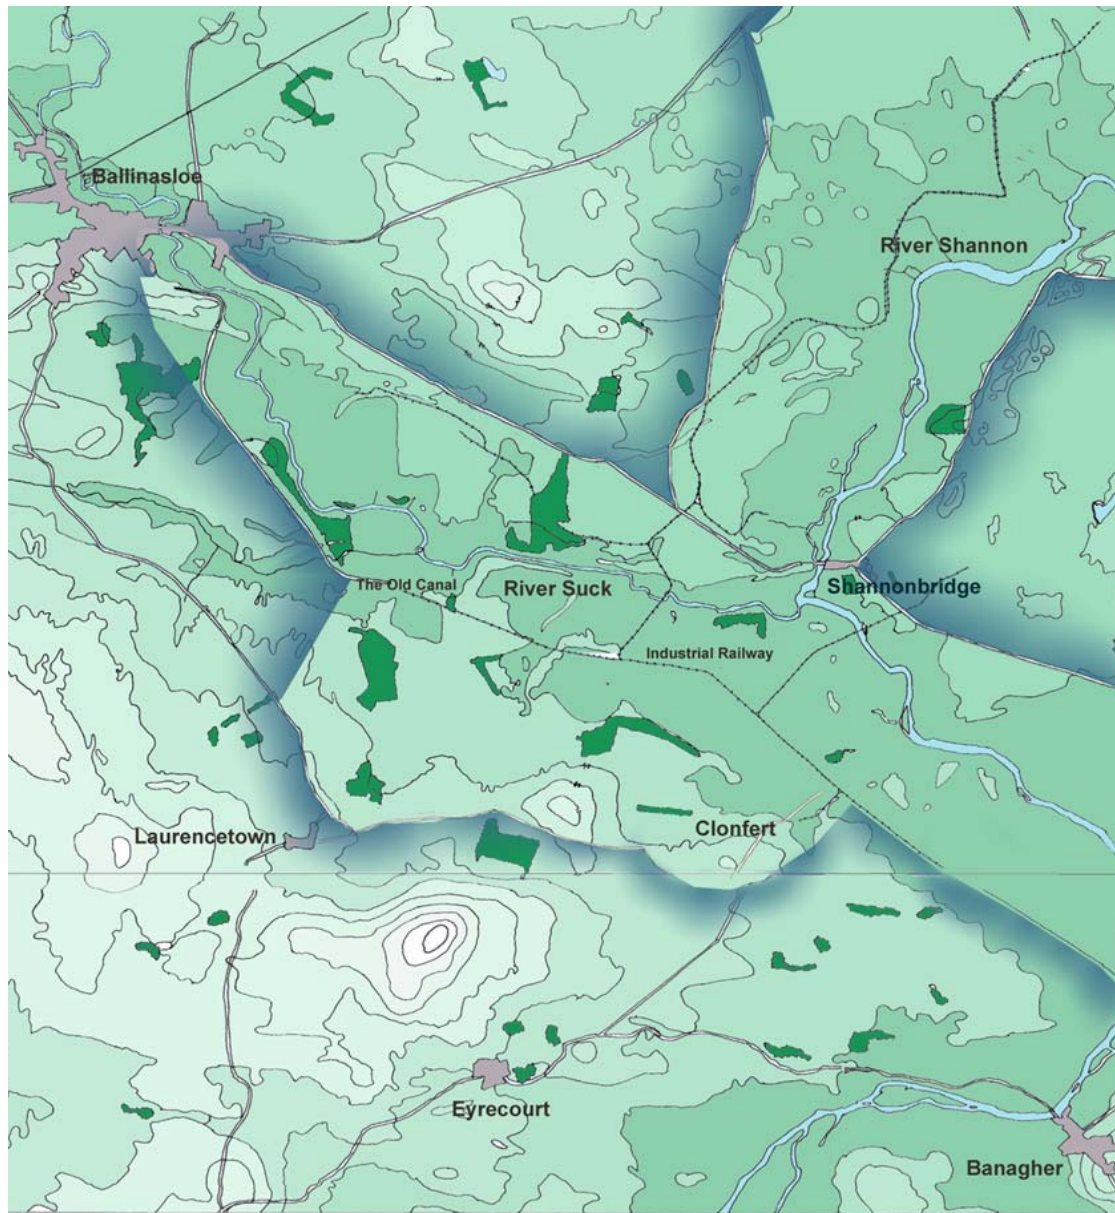 Ballinasloe
River Shannon
The Old Canal
River Suck
Shannonbridge
Industrial Railway
Laurencetown
Clonfert
Eyrecourt
Banagher